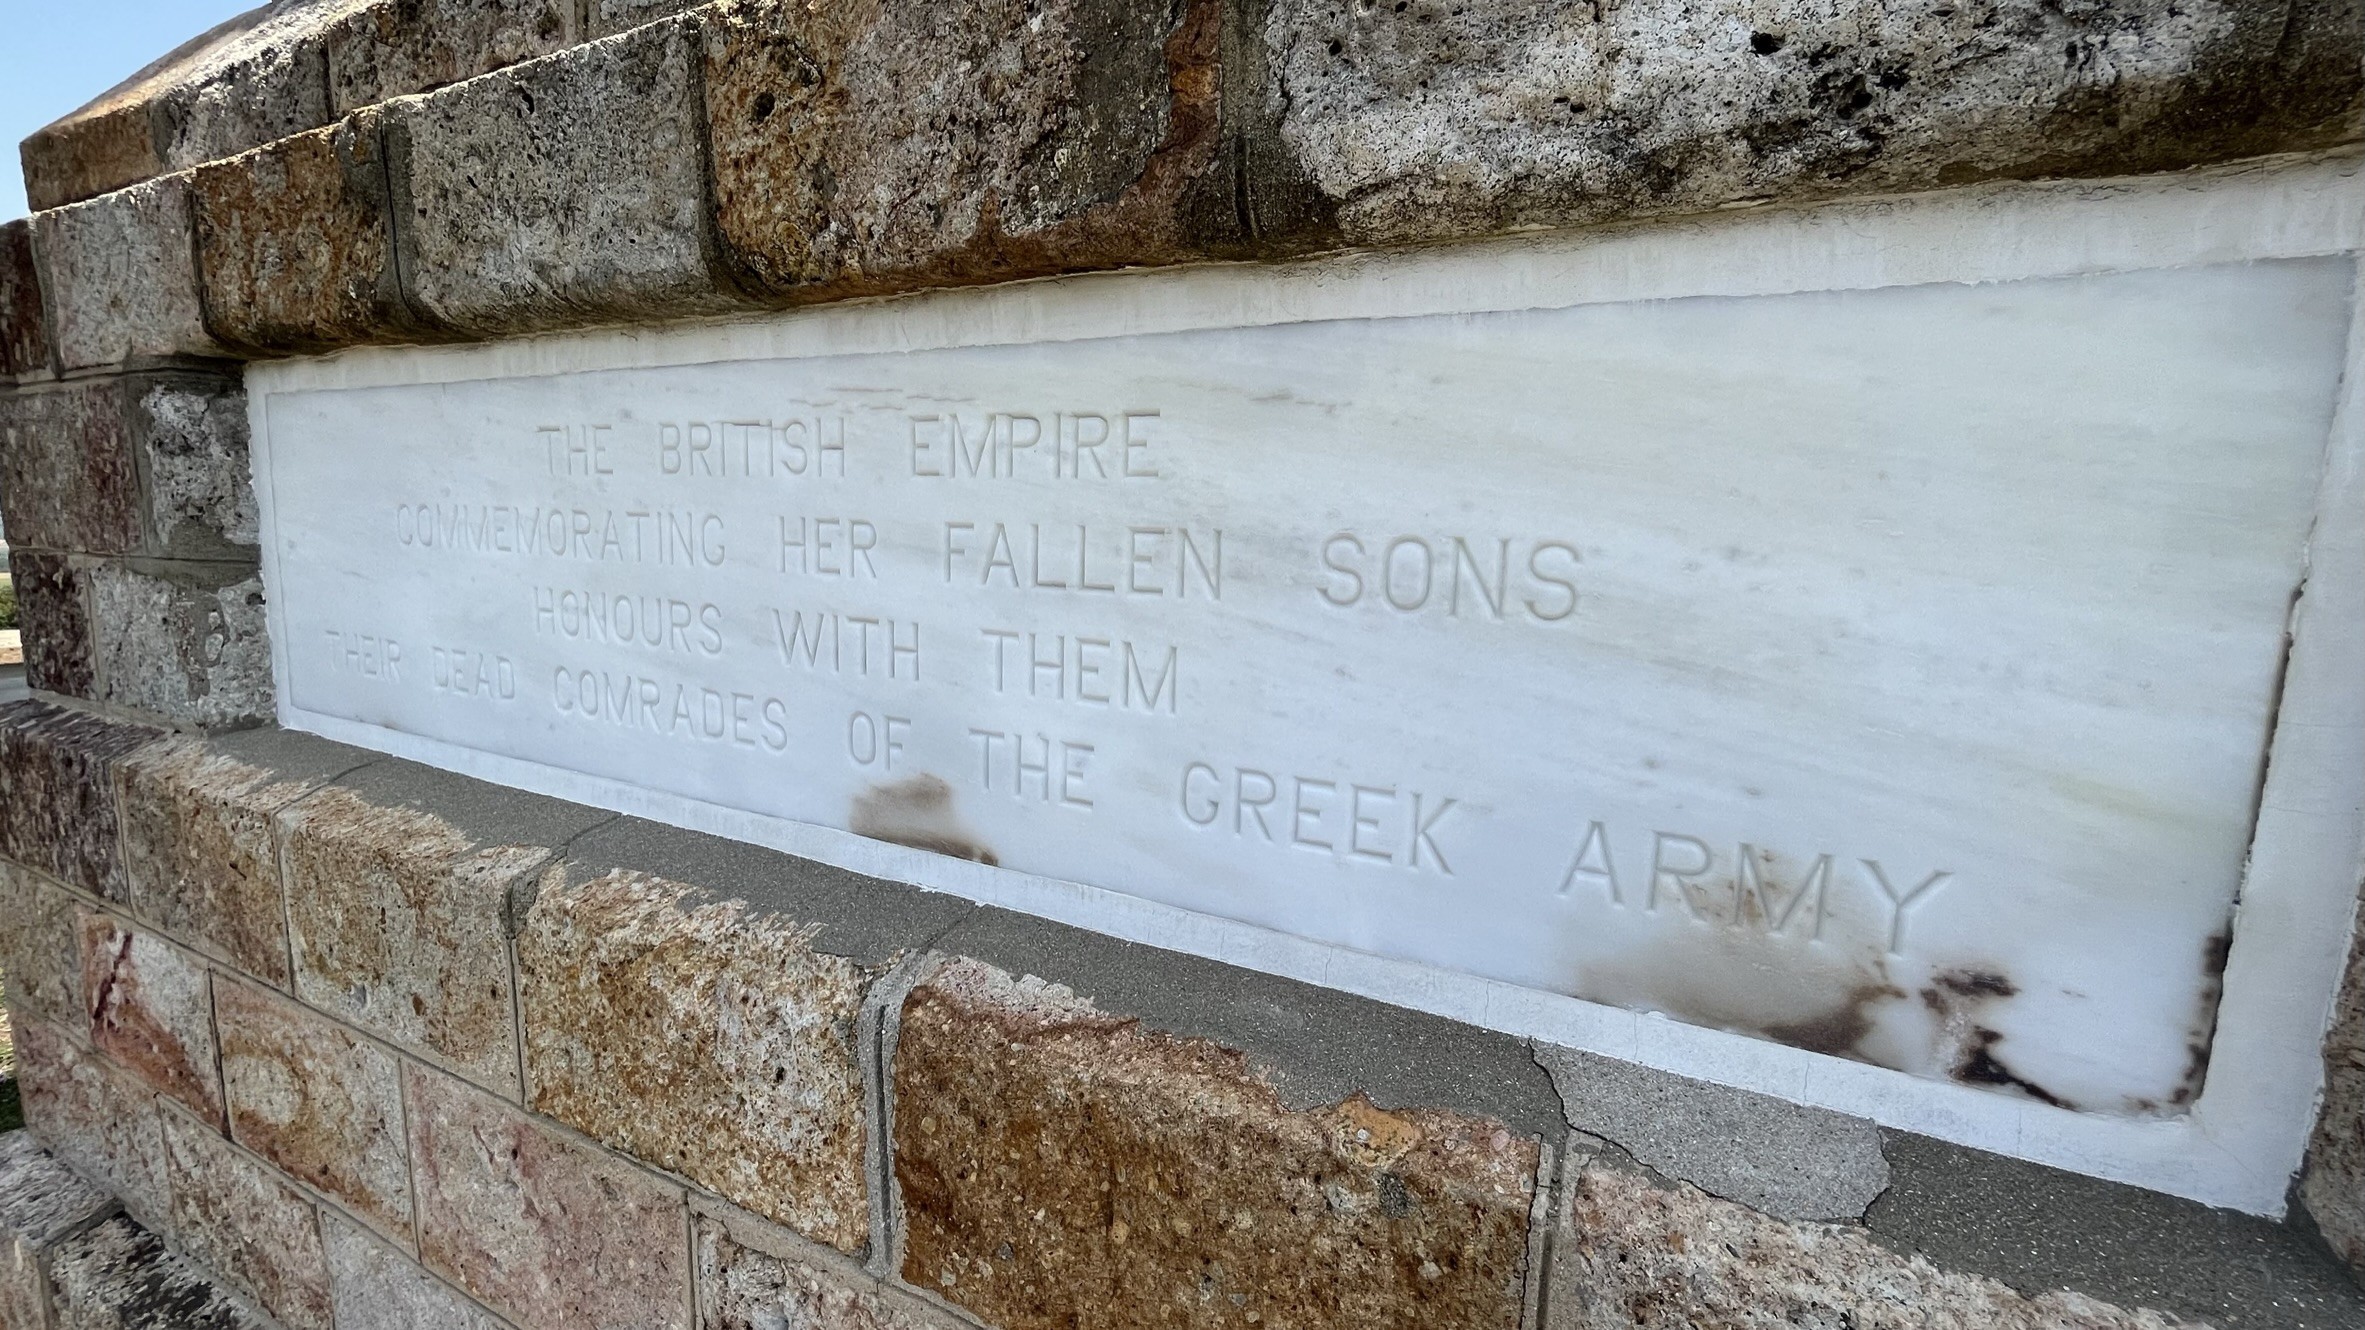 THE BRITISH EMPIRE
COMMEMORATING HER FALLEN SONS
HONOURS WITH THEM
THEIR DEAD COMRADES OF THE GREEK ARMY